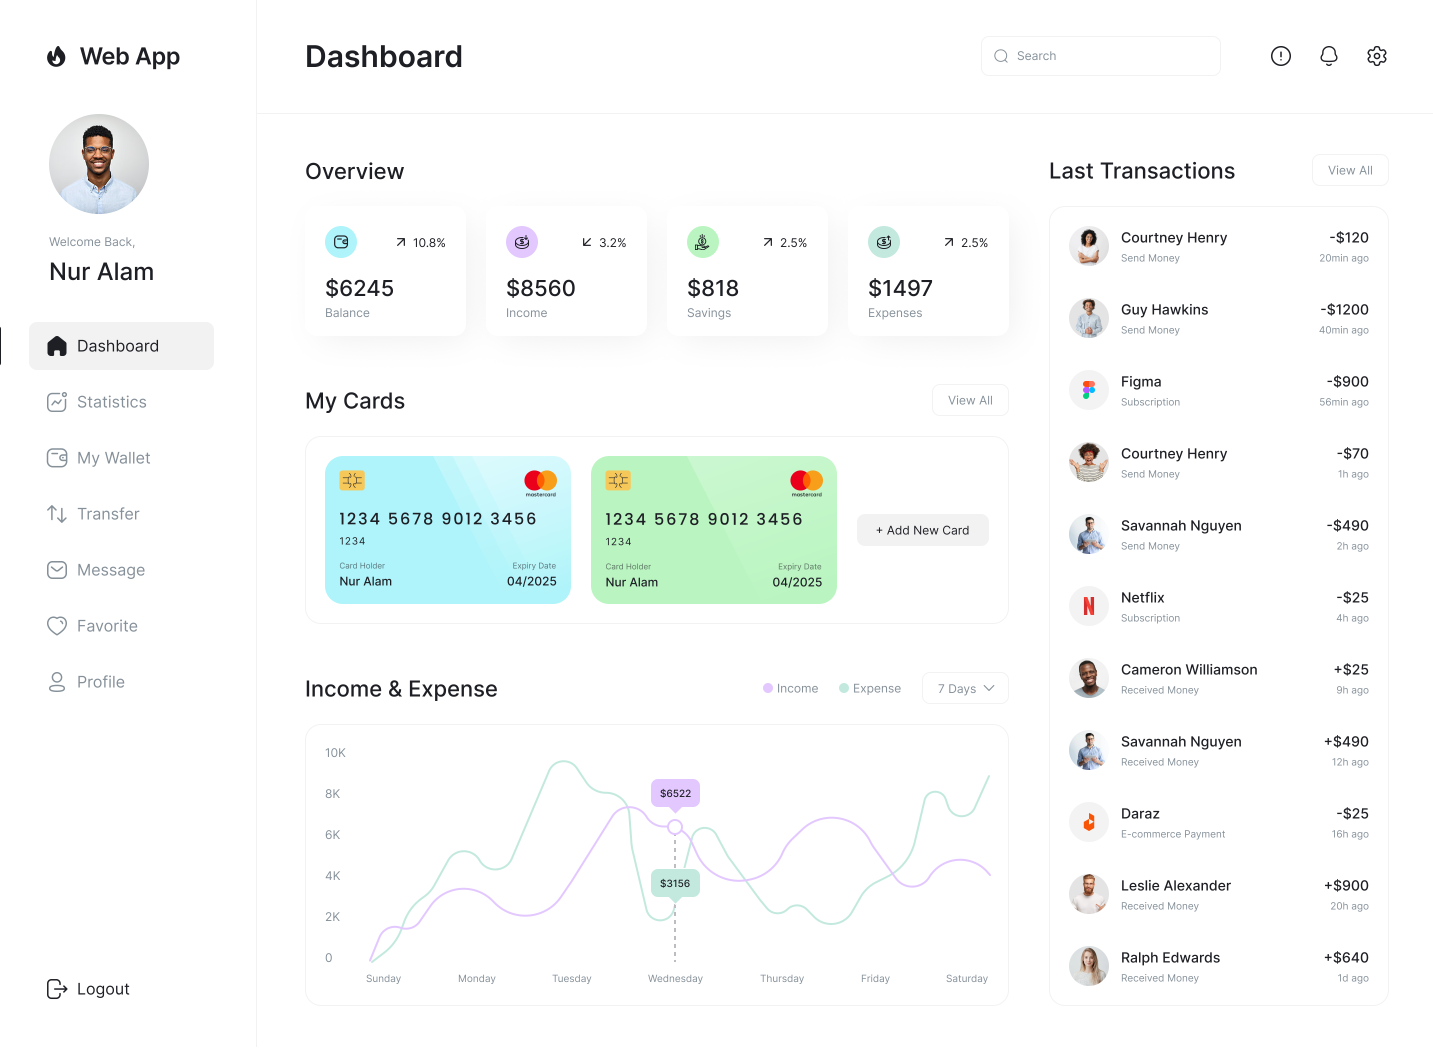 Web App
Welcome Back,
Nur Alam
Dashboard
Statistics
My Wallet
Transfer
Message
Favorite
Profile
Logout
Dashboard
Search
Overview
10.8%
$6245
Balance
3.2%
$8560
Income
2.5%
$818
Savings
2.5%
$1497
Expenses
My Cards
View All
mastercard
1234 5678 9012 3456
1234
Card Holder Expiry Date
Nur Alam 04/2025
mastercard
1234 5678 9012 3456
1234
Card Holder Expiry Date
Nur Alam 04/2025
+ Add New Card
Income & Expense
Income Expense 7 Days
10K
8K
6K
4K
2K
0
$6522
$3156
Sunday Monday Tuesday Wednesday Thursday Friday Saturday
Last Transactions
View All
Courtney Henry -$120
Send Money 20min ago
Guy Hawkins -$1200
Send Money 40min ago
Figma -$900
Subscription 56min ago
Courtney Henry -$70
Send Money 1h ago
Savannah Nguyen -$490
Send Money 2h ago
Netflix -$25
Subscription 4h ago
Cameron Williamson +$25
Received Money 9h ago
Savannah Nguyen +$490
Received Money 12h ago
Daraz -$25
E-commerce Payment 16h ago
Leslie Alexander +$900
Received Money 20h ago
Ralph Edwards +$640
Received Money 1d ago